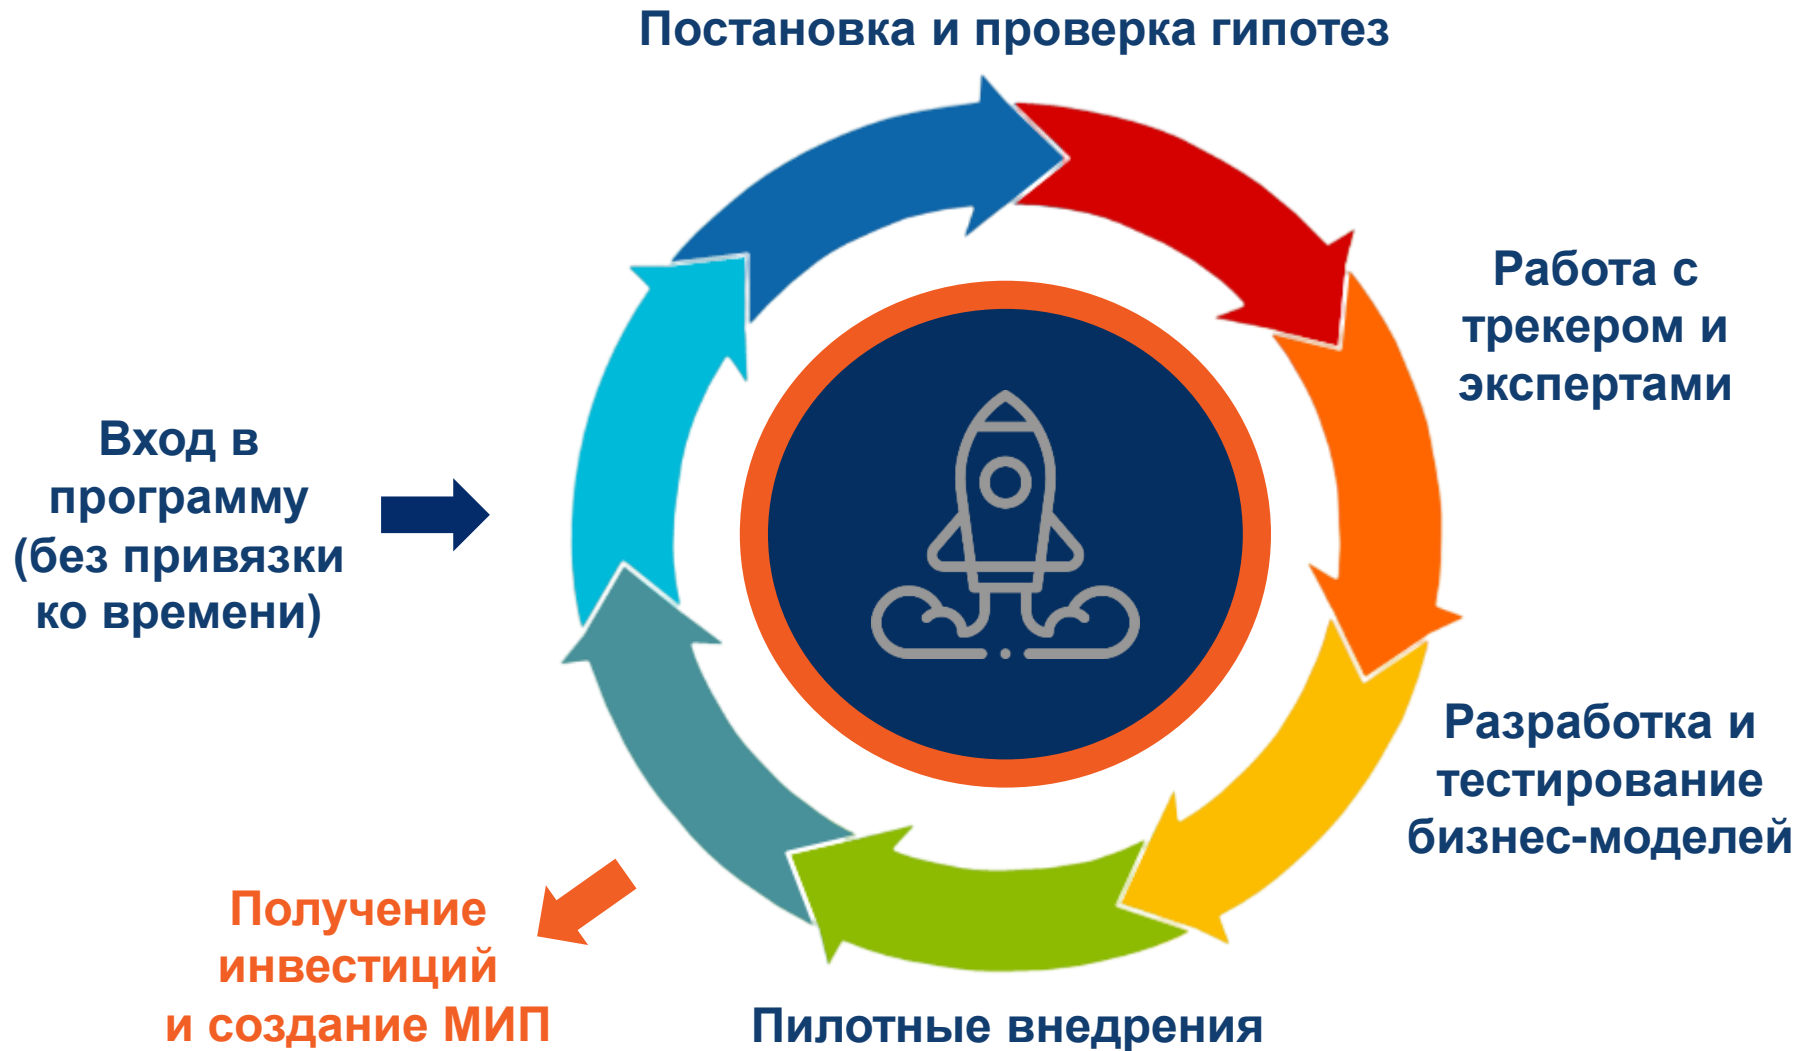 Постановка и проверка гипотез
Работа с
трекером и
экспертами
Разработка и
тестирование
бизнес-моделей
Пилотные внедрения
Получение
инвестиций
и создание МИП
Вход в
программу
(без привязки
ко времени)